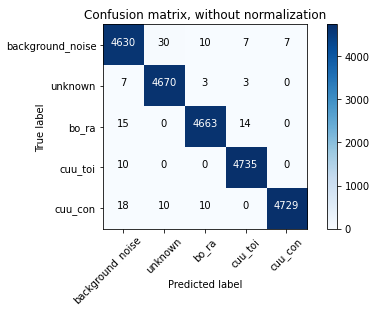 Confusion matrix, without normalization
background_noise 4630 30 10 7 7
unknown 7 4670 3 3 0
bo_ra 15 0 4663 14 0
cuu_toi 10 0 0 4735 0
cuu_con 18 10 10 0 4729
background_noise unknown bo_ra cuu_toi cuu_con
True label
Predicted label
4000
3000
2000
1000
0